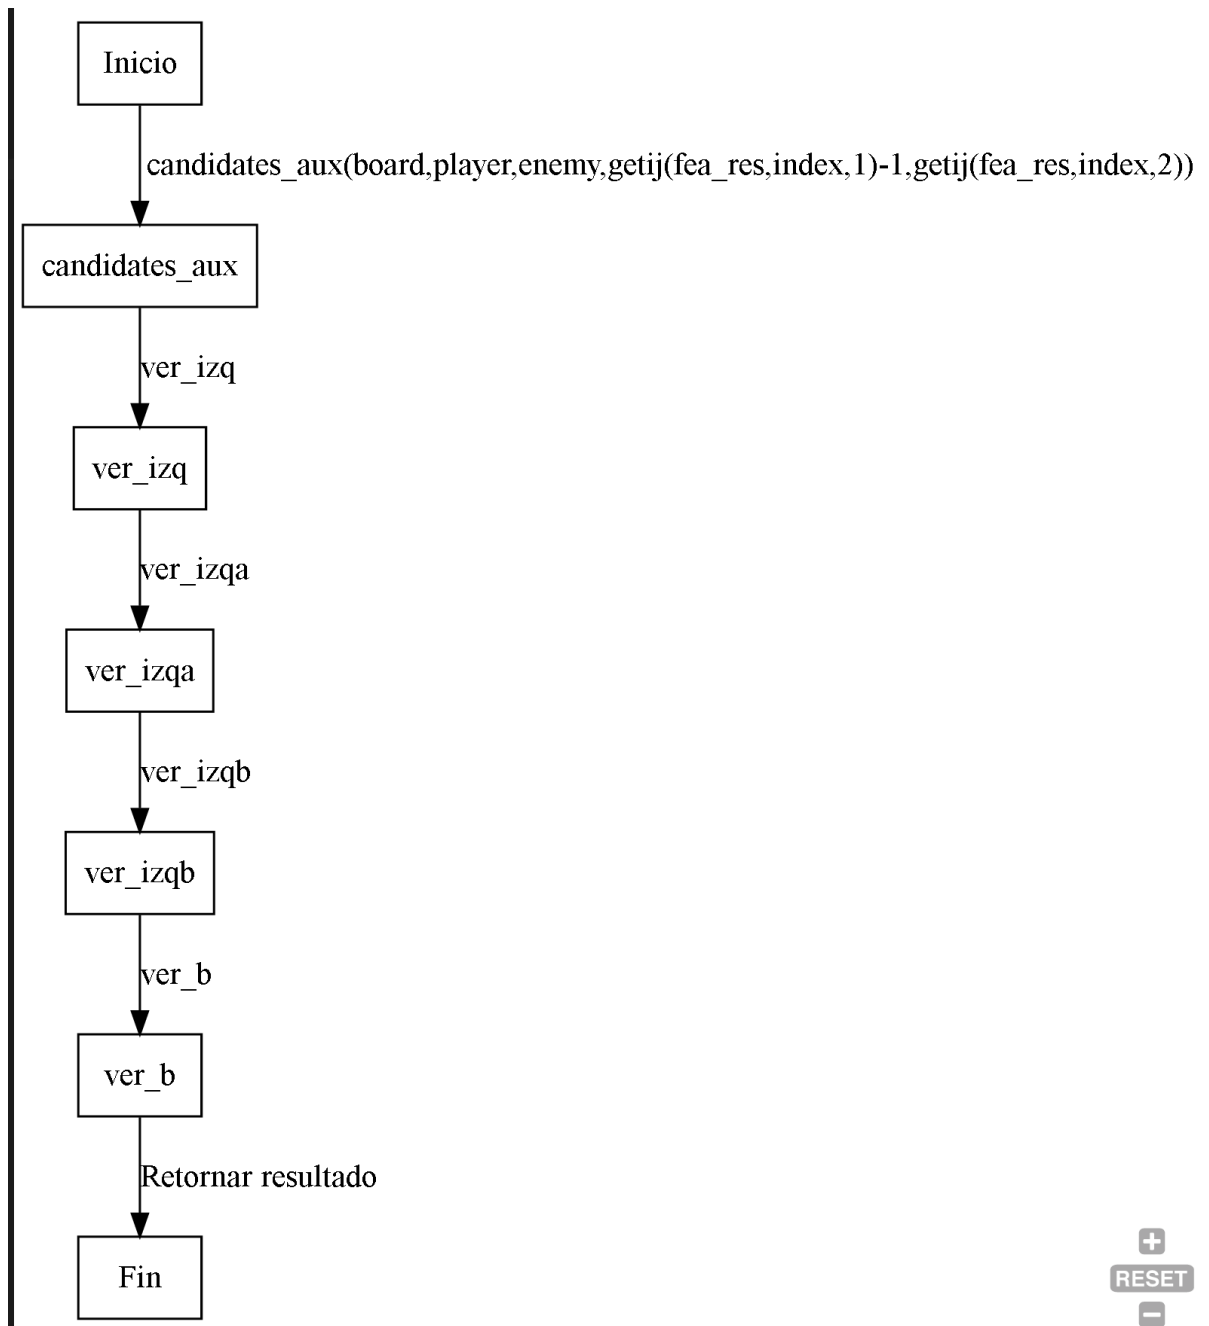 Inicio
candidates_aux(board,player,enemy,getij(fea_res,index,1)-1,getij(fea_res,index,2))
candidates_aux
ver_izq
ver_izq
ver_izqa
ver_izqa
ver_izqb
ver_izqb
ver_b
ver_b
Retornar resultado
Fin
RESET